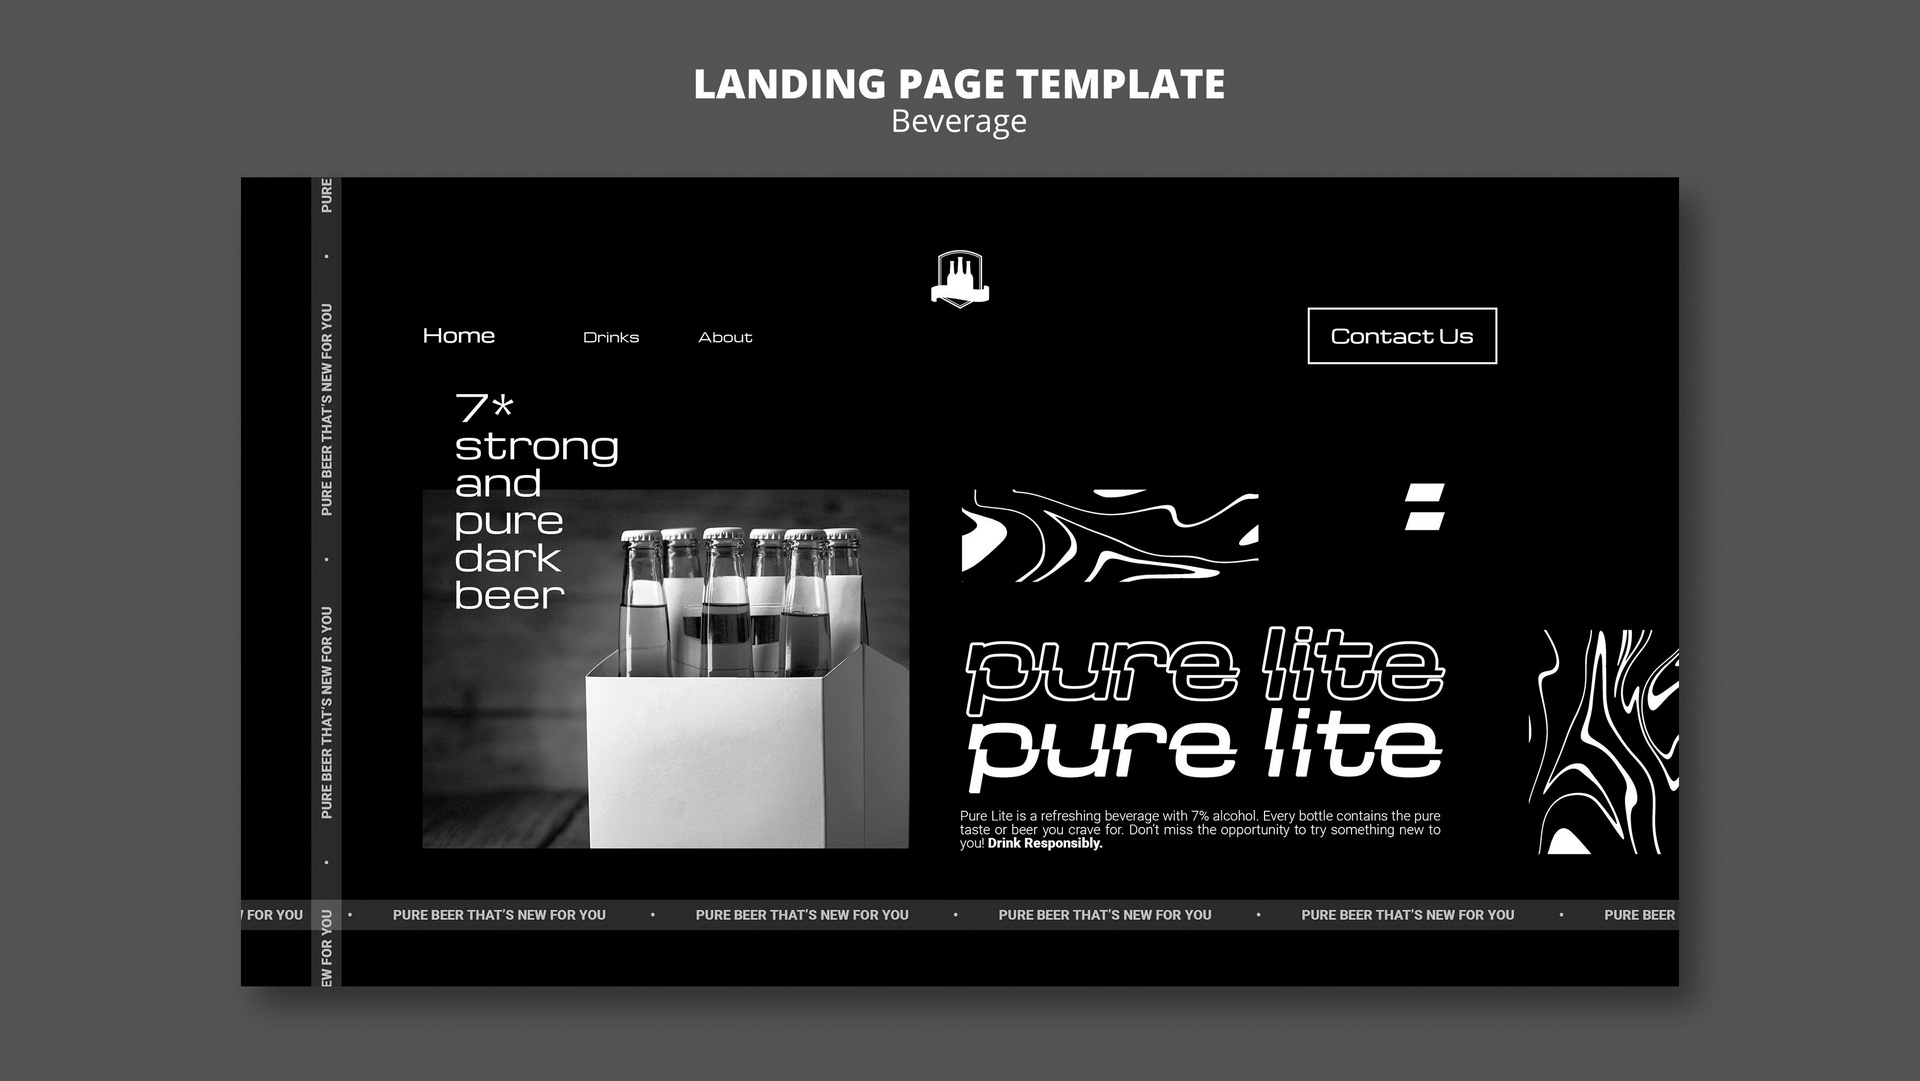 LANDING PAGE TEMPLATE
Beverage
Home
Drinks
About
Contact Us
7*
strong
and
pure
dark
beer
pure lite
pure lite
Pure Lite is a refreshing beverage with 7% alcohol. Every bottle contains the pure
taste or beer you crave for. Don't miss the opportunity to try something new to
you! Drink Responsibly.
PURE
•
PURE BEER THAT'S NEW FOR YOU
•
PURE BEER THAT'S NEW FOR YOU
•
EW FOR YOU
FOR YOU • PURE BEER THAT'S NEW FOR YOU • PURE BEER THAT'S NEW FOR YOU • PURE BEER THAT'S NEW FOR YOU • PURE BEER THAT'S NEW FOR YOU • PURE BEER